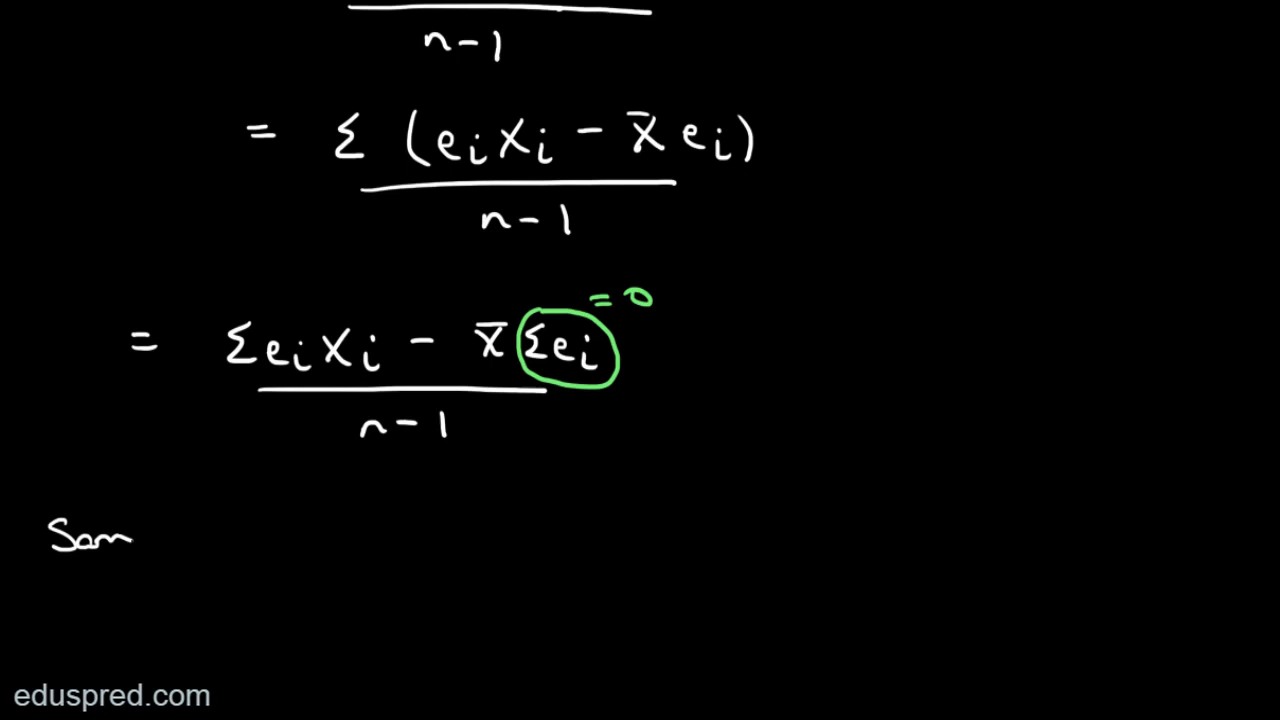 n-1
= Σ (eᵢxᵢ - x̄eᵢ)
n-1
= 0
= Σeᵢxᵢ - x̄Σeᵢ
n-1
Sam
eduspred.com